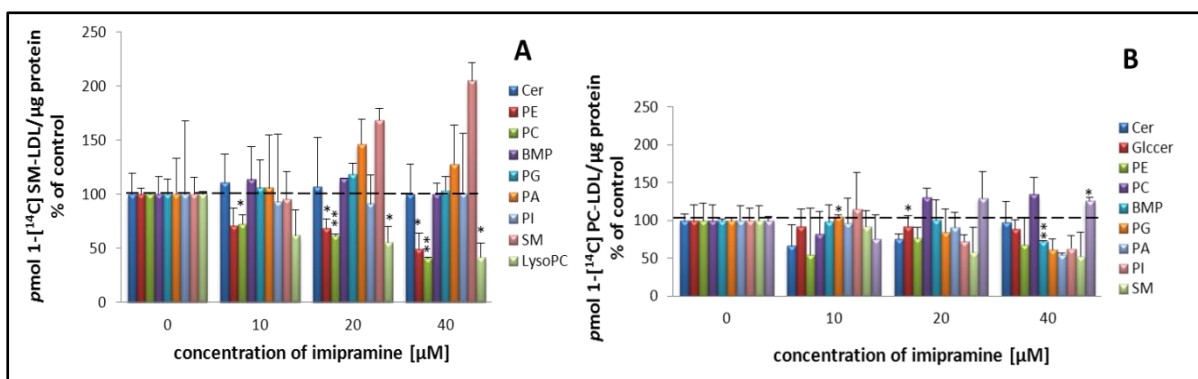 A
pmol 1-[¹⁴C] SM-LDL/µg protein
% of control
250
200
150
100
50
0
* * ** * * ** *
0 10 20 40
concentration of imipramine [µM]
Cer
PE
PC
BMP
PG
PA
PI
SM
LysoPC
B
pmol 1-[¹⁴C] PC-LDL/µg protein
% of control
250
200
150
100
50
0
* * ** *
0 10 20 40
concentration of imipramine [µM]
Cer
Glccer
PE
PC
BMP
PG
PA
PI
SM